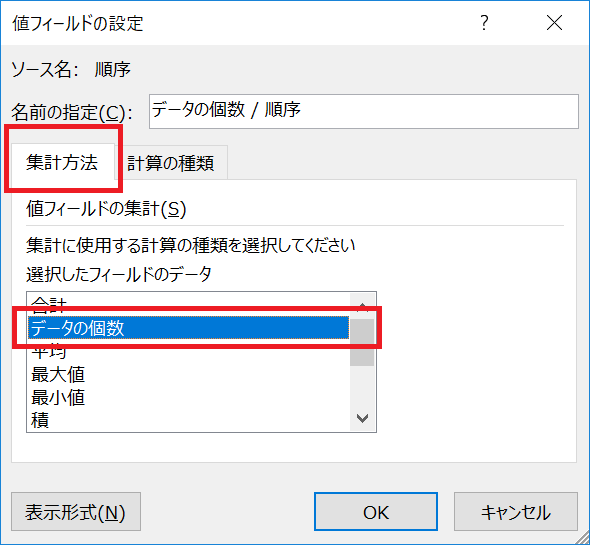 値フィールドの設定 ?
ソース名: 順序
名前の指定(C): データの個数 / 順序
集計方法 計算の種類
値フィールドの集計(S)
集計に使用する計算の種類を選択してください
選択したフィールドのデータ
合計
データの個数
平均
最大値
最小値
積
表示形式(N) OK キャンセル